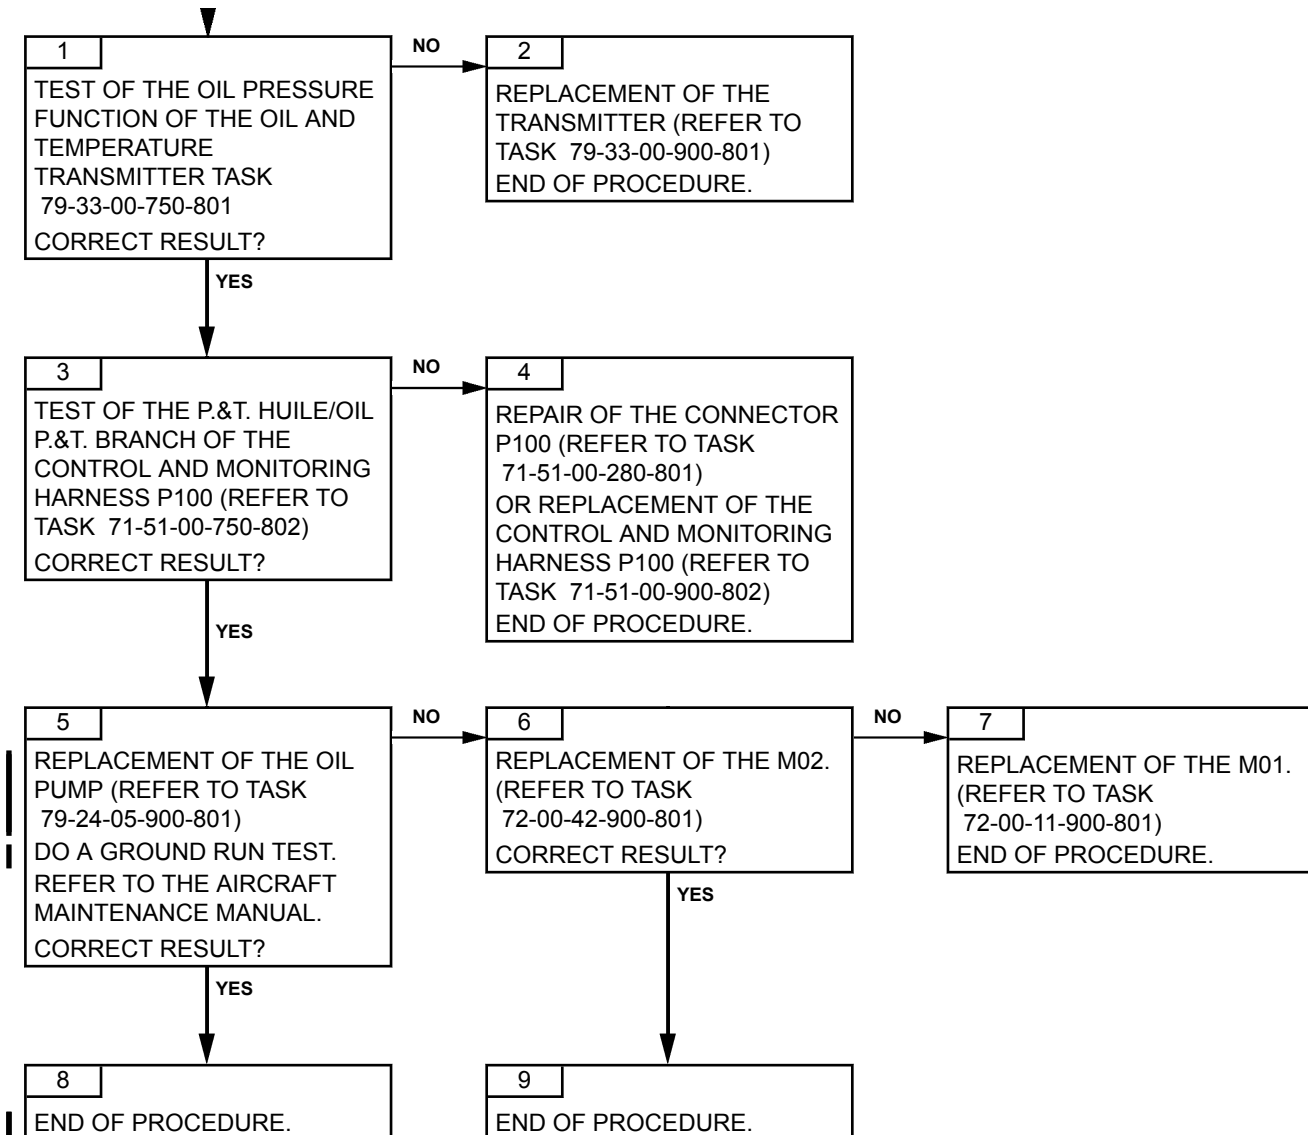 1
TEST OF THE OIL PRESSURE
FUNCTION OF THE OIL AND
TEMPERATURE
TRANSMITTER TASK
79-33-00-750-801
CORRECT RESULT?
NO
2
REPLACEMENT OF THE
TRANSMITTER (REFER TO
TASK 79-33-00-900-801)
END OF PROCEDURE.
YES
3
TEST OF THE P.&T. HUILE/OIL
P.&T. BRANCH OF THE
CONTROL AND MONITORING
HARNESS P100 (REFER TO
TASK 71-51-00-750-802)
CORRECT RESULT?
NO
4
REPAIR OF THE CONNECTOR
P100 (REFER TO TASK
71-51-00-280-801)
OR REPLACEMENT OF THE
CONTROL AND MONITORING
HARNESS P100 (REFER TO
TASK 71-51-00-900-802)
END OF PROCEDURE.
YES
5
REPLACEMENT OF THE OIL
PUMP (REFER TO TASK
79-24-05-900-801)
DO A GROUND RUN TEST.
REFER TO THE AIRCRAFT
MAINTENANCE MANUAL.
CORRECT RESULT?
NO
6
REPLACEMENT OF THE M02.
(REFER TO TASK
72-00-42-900-801)
CORRECT RESULT?
NO
7
REPLACEMENT OF THE M01.
(REFER TO TASK
72-00-11-900-801)
END OF PROCEDURE.
YES
YES
8
END OF PROCEDURE.
9
END OF PROCEDURE.